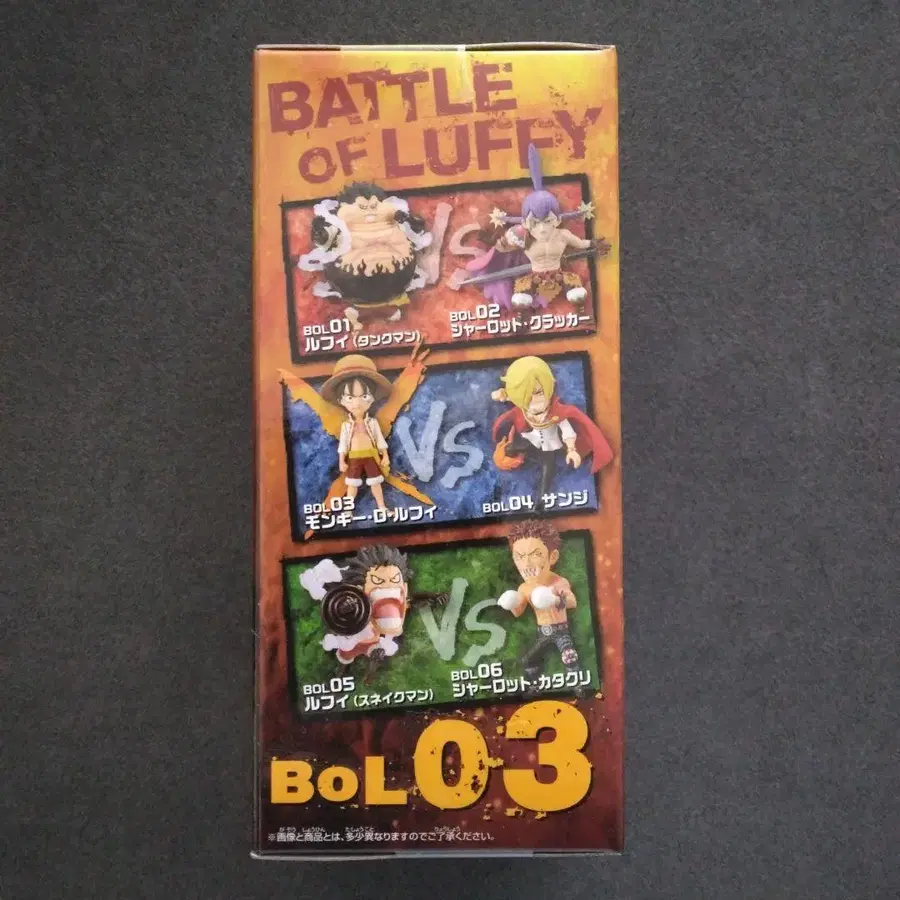 BATTLE
OF LUFFY
VS
BOL01
ルフィ(タンクマン)
BOL02
シャーロット・クラッカー
VS
BOL03
モンキー・D・ルフィ
BOL04 サンジ
VS
BOL05
ルフィ(スネイクマン)
BOL06
シャーロット・カタクリ
BoL03
※画像と商品とは、多少異なりますのでご了承ください。